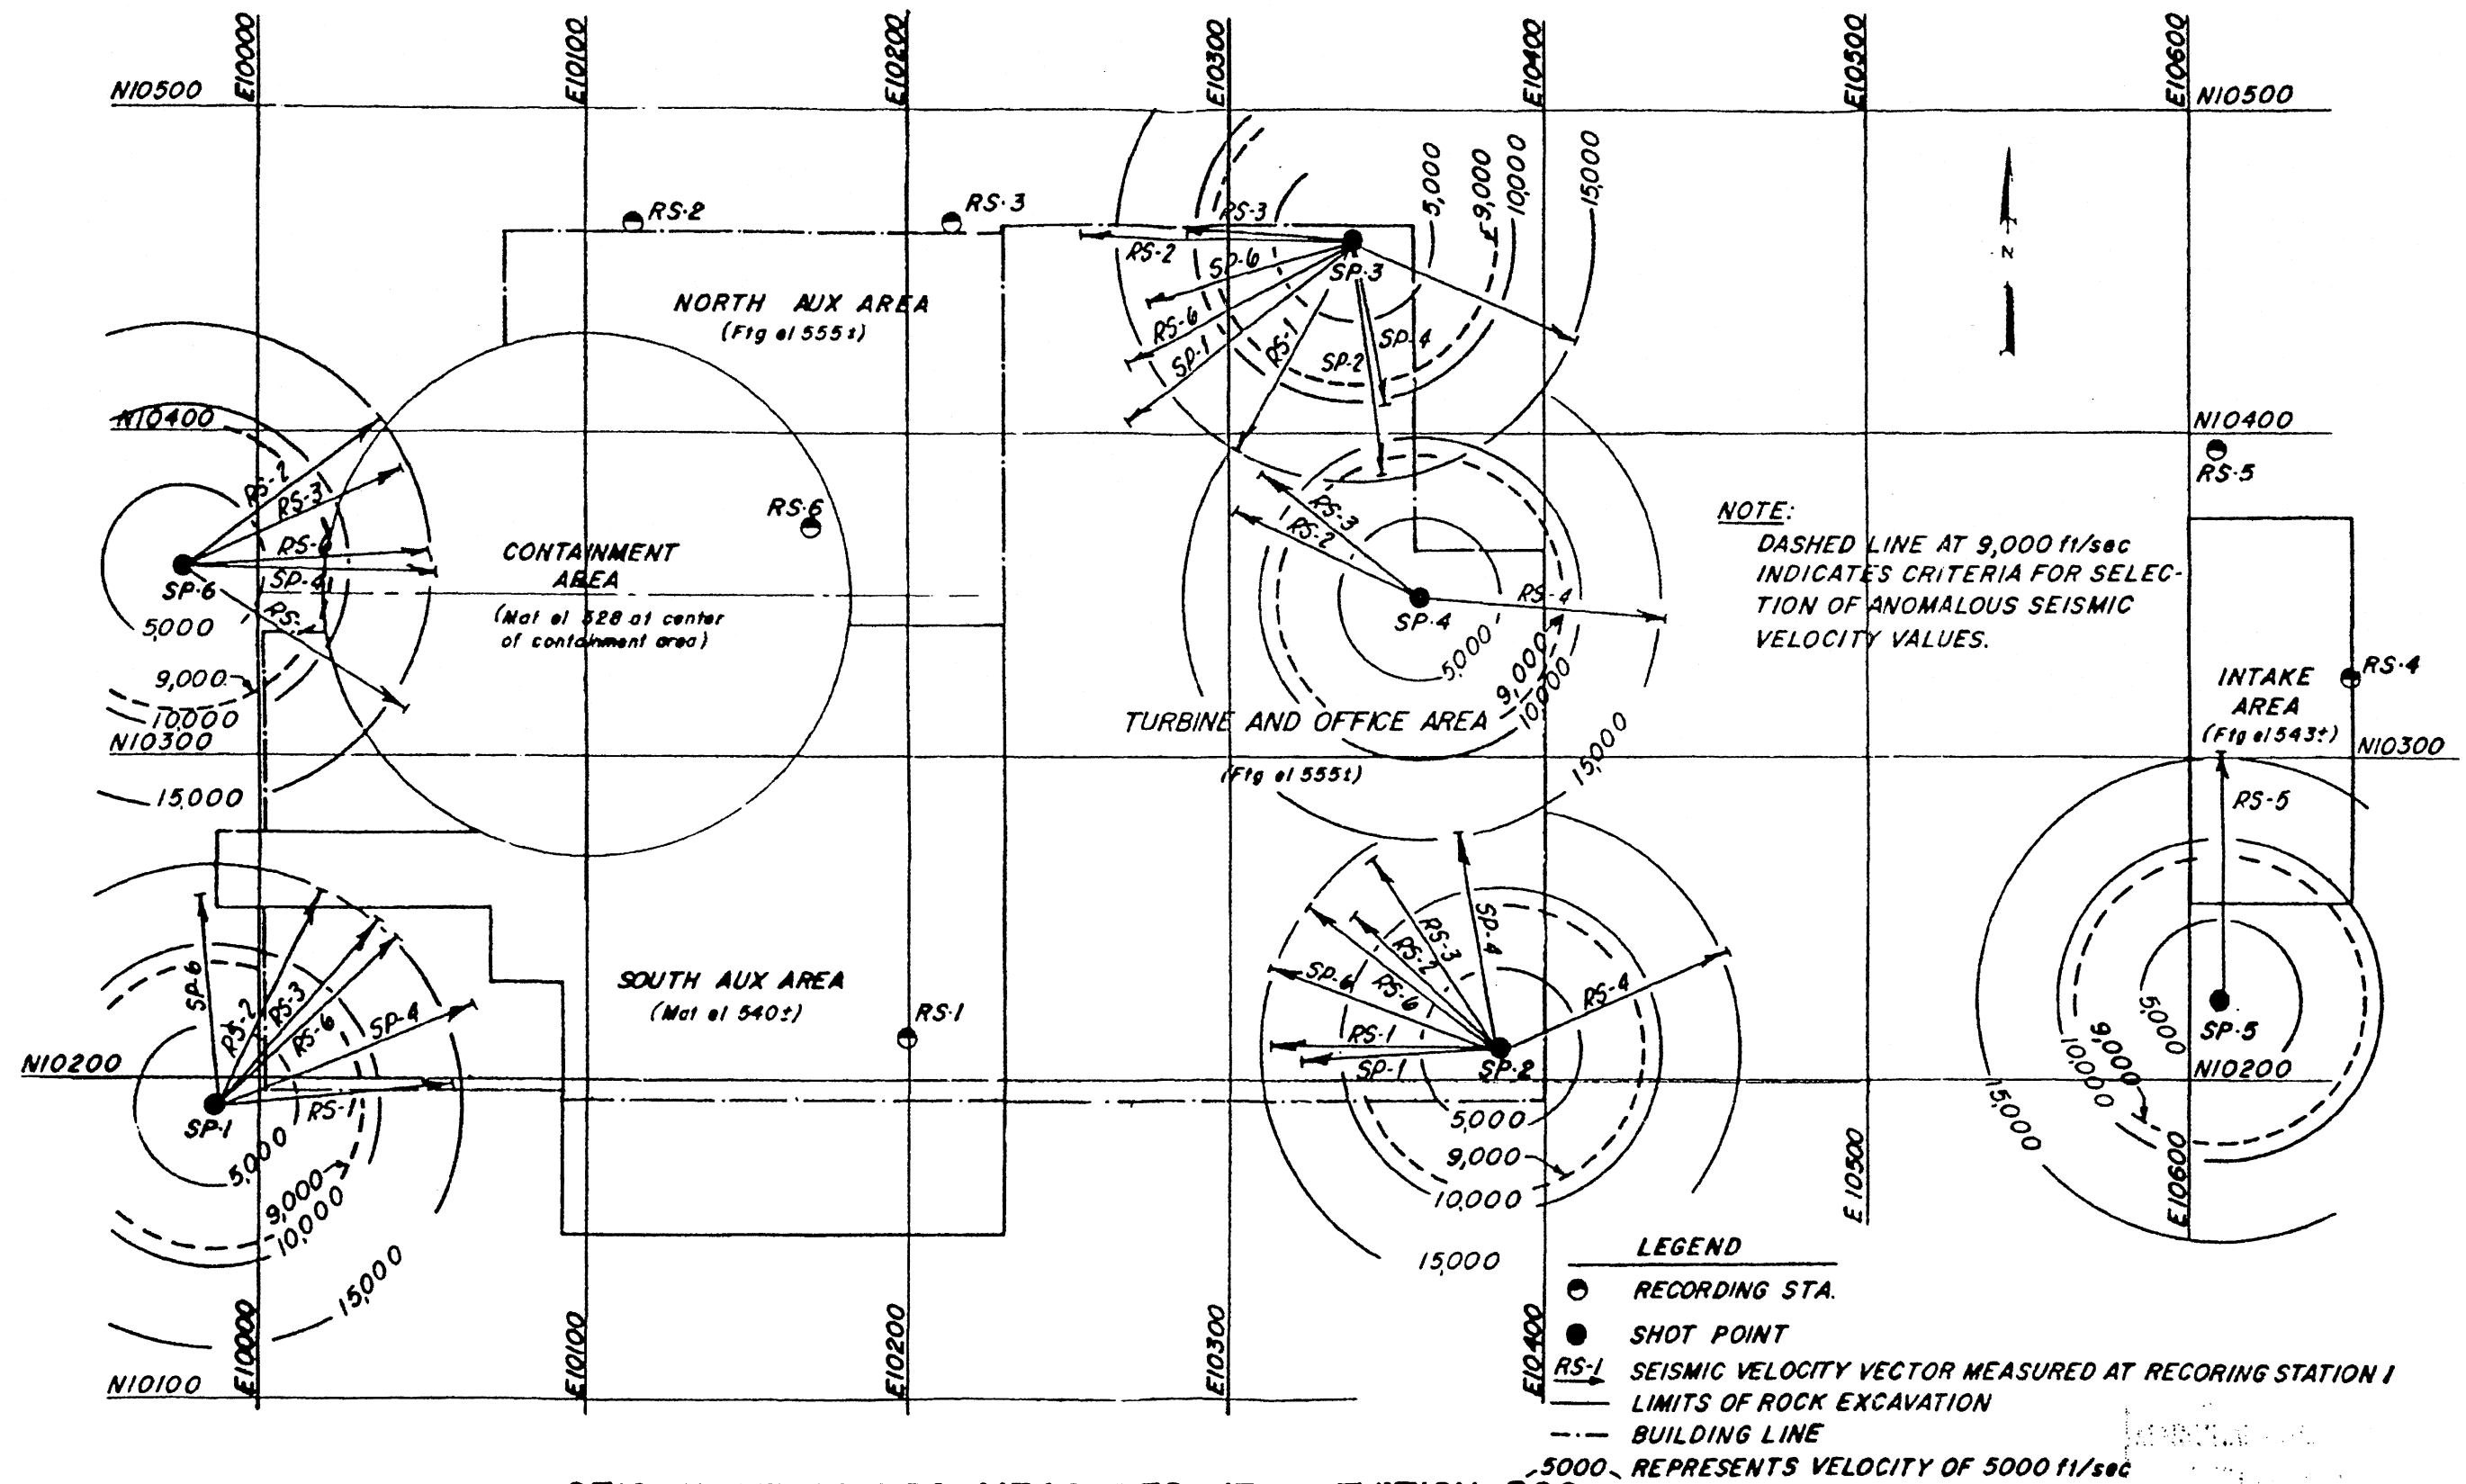 E10000
E10100
E10200
E10300
E10400
E10500
E10600
N10500
N10500
RS-2
RS-3
RS-3
RS-2
SP-6
SP-3
RS-6
SP-1
RS-1
SP-2
SP-4
5,000
9,000
10,000
15,000
N
NORTH AUX AREA
(Ftg el 555±)
N10400
N10400
RS-5
RS-2
RS-3
RS-6
SP-4
RS-
SP-6
5,000
9,000
10,000
15,000
RS-6
CONTAINMENT
AREA
(Mat el 528 at center
of containment area)
RS-3
RS-2
RS-4
SP-4
5,000
9,000
10,000
15,000
NOTE:
DASHED LINE AT 9,000 ft/sec
INDICATES CRITERIA FOR SELEC-
TION OF ANOMALOUS SEISMIC
VELOCITY VALUES.
RS-4
INTAKE
AREA
(Ftg el 543±)
TURBINE AND OFFICE AREA
(Ftg el 555±)
N10300
N10300
SP-6
RS-2
RS-3
RS-6
SP-4
RS-1
SP-1
5,000
9,000
10,000
15,000
SOUTH AUX AREA
(Mat el 540±)
RS-1
SP-4
RS-3
RS-2
RS-6
SP-6
RS-1
SP-1
RS-4
SP-2
5,000
9,000
10,000
15,000
RS-5
SP-5
5,000
9,000
10,000
15,000
N10200
N10200
N10100
E10000
E10100
E10200
E10300
E10400
E10500
E10600
LEGEND
RECORDING STA.
SHOT POINT
RS-1 SEISMIC VELOCITY VECTOR MEASURED AT RECORING STATION 1
LIMITS OF ROCK EXCAVATION
BUILDING LINE
5000 REPRESENTS VELOCITY OF 5000 ft/sec